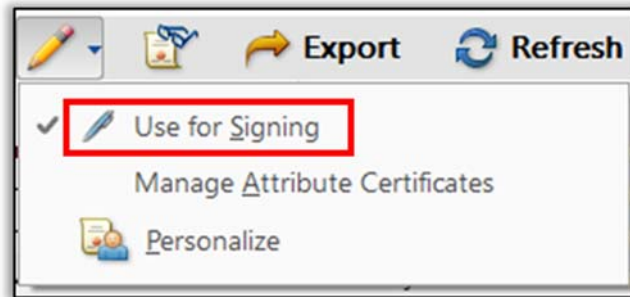 Export Refresh
Use for Signing
Manage Attribute Certificates
Personalize